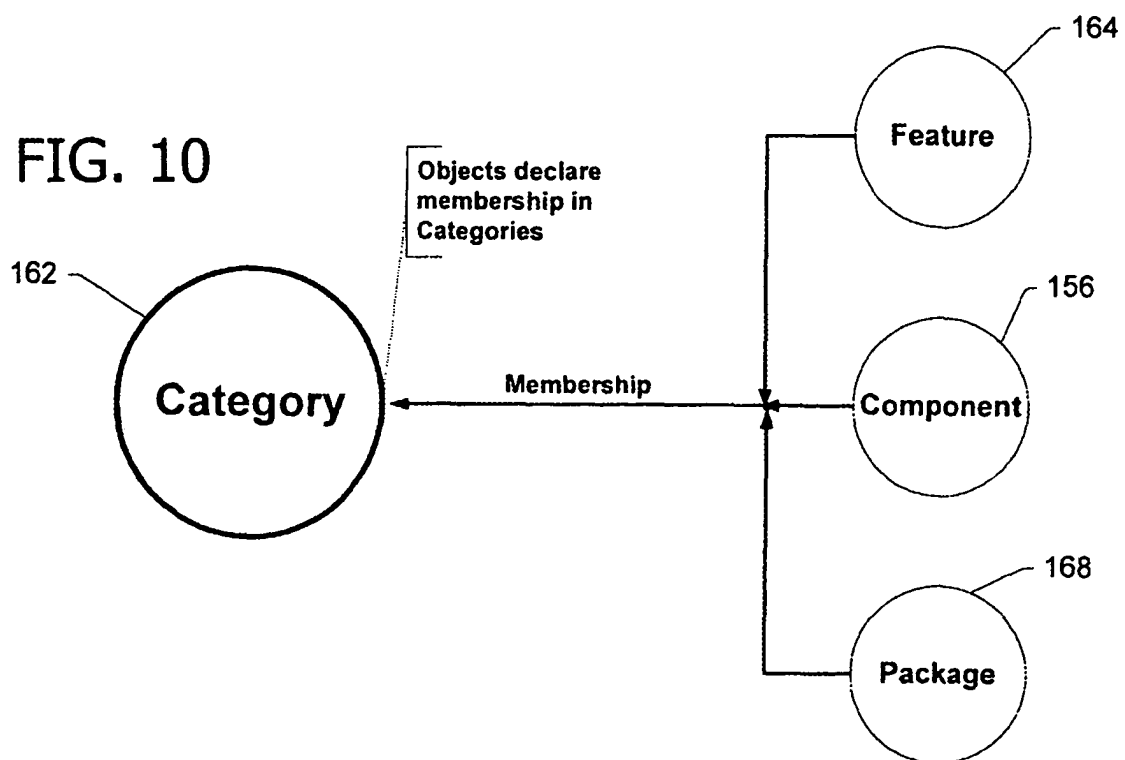 164
Feature
FIG. 10
Objects declare
membership in
Categories
162
156
Category
Membership
Component
168
Package